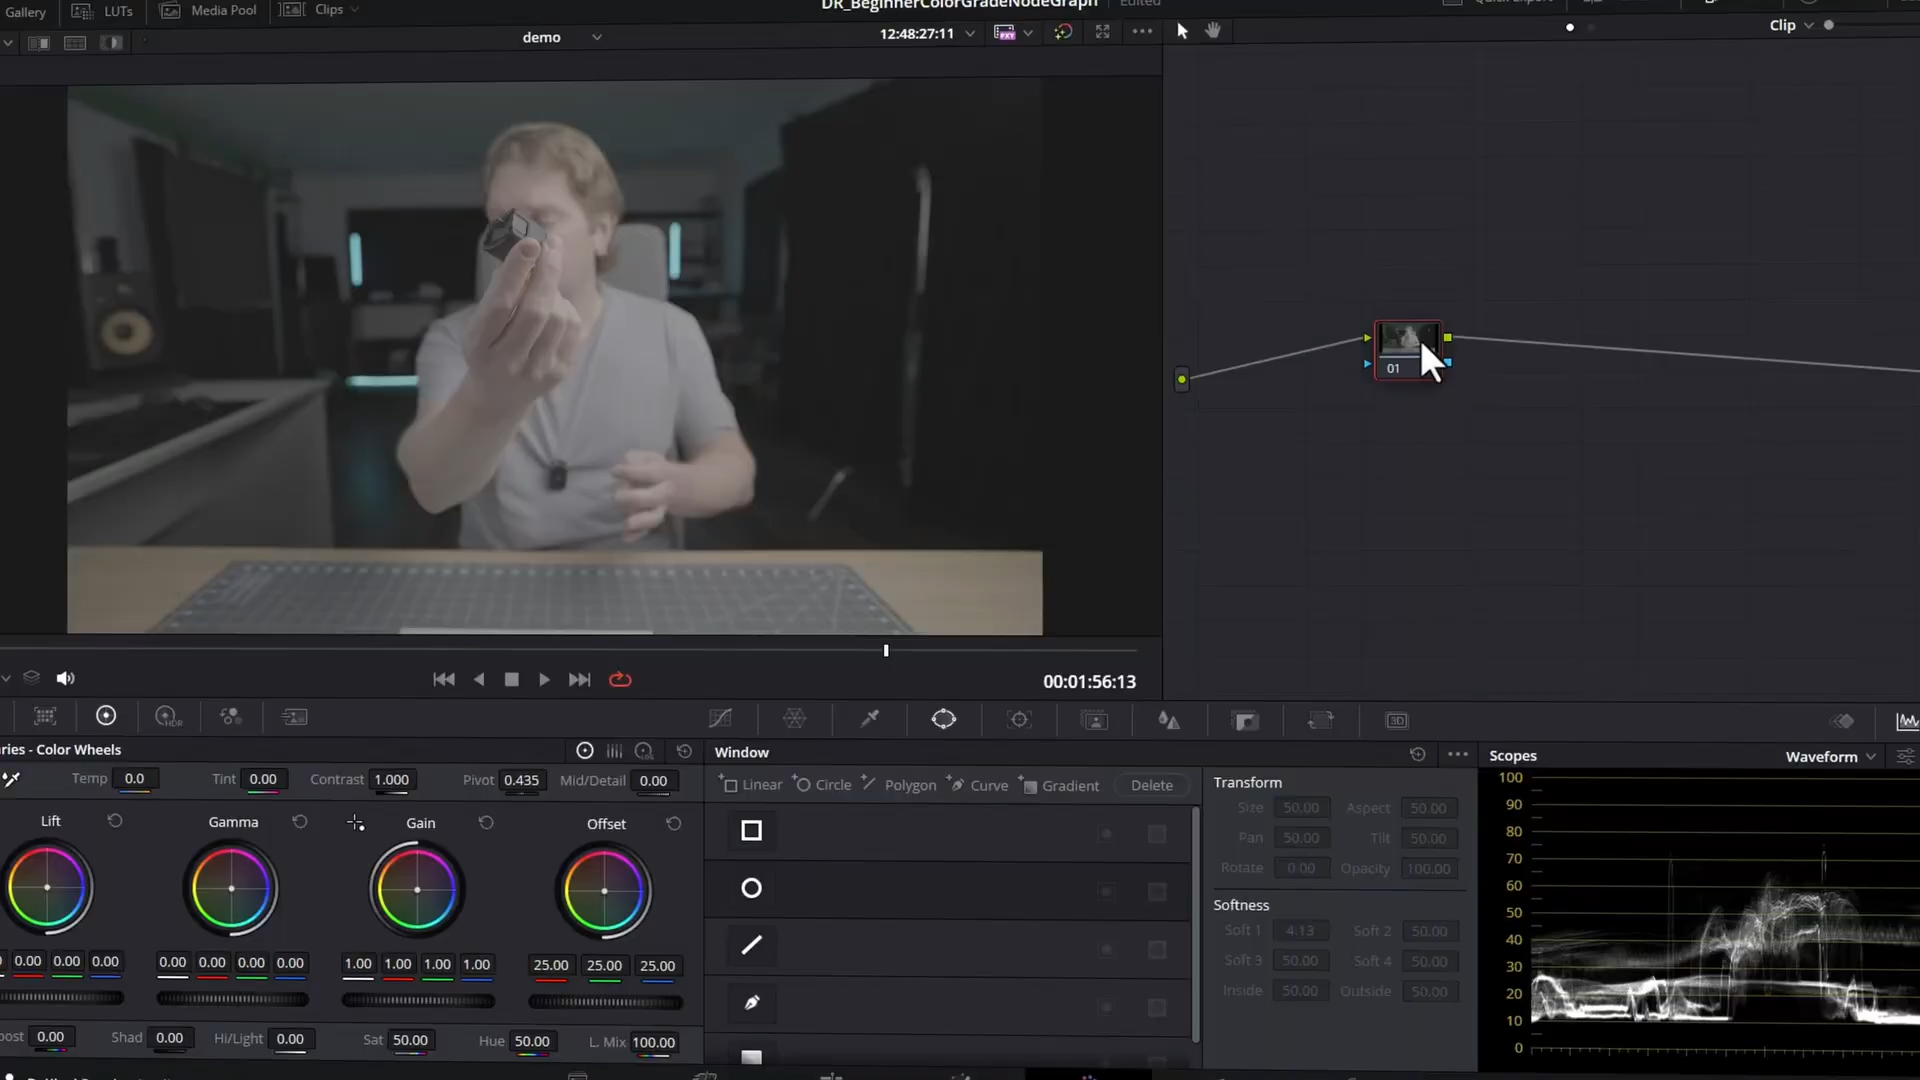 DR_BeginnerColorGradeNodeGraph Edited
Gallery LUTs Media Pool Clips Quick Export
demo 12:48:27:11 Clip
01
00:01:56:13
ries - Color Wheels
Temp 0.0 Tint 0.00 Contrast 1.000 Pivot 0.435 Mid/Detail 0.00
Lift Gamma Gain Offset
0.00 0.00 0.00 0.00 0.00 0.00 0.00 1.00 1.00 1.00 1.00 25.00 25.00 25.00
oost 0.00 Shad 0.00 Hi/Light 0.00 Sat 50.00 Hue 50.00 L. Mix 100.00
HDR
3D
Window
Linear Circle Polygon Curve Gradient Delete
Transform
Size 50.00 Aspect 50.00
Pan 50.00 Tilt 50.00
Rotate 0.00 Opacity 100.00
Softness
Soft 1 4.13 Soft 2 50.00
Soft 3 50.00 Soft 4 50.00
Inside 50.00 Outside 50.00
Scopes Waveform
100
90
80
70
60
50
40
30
20
10
0